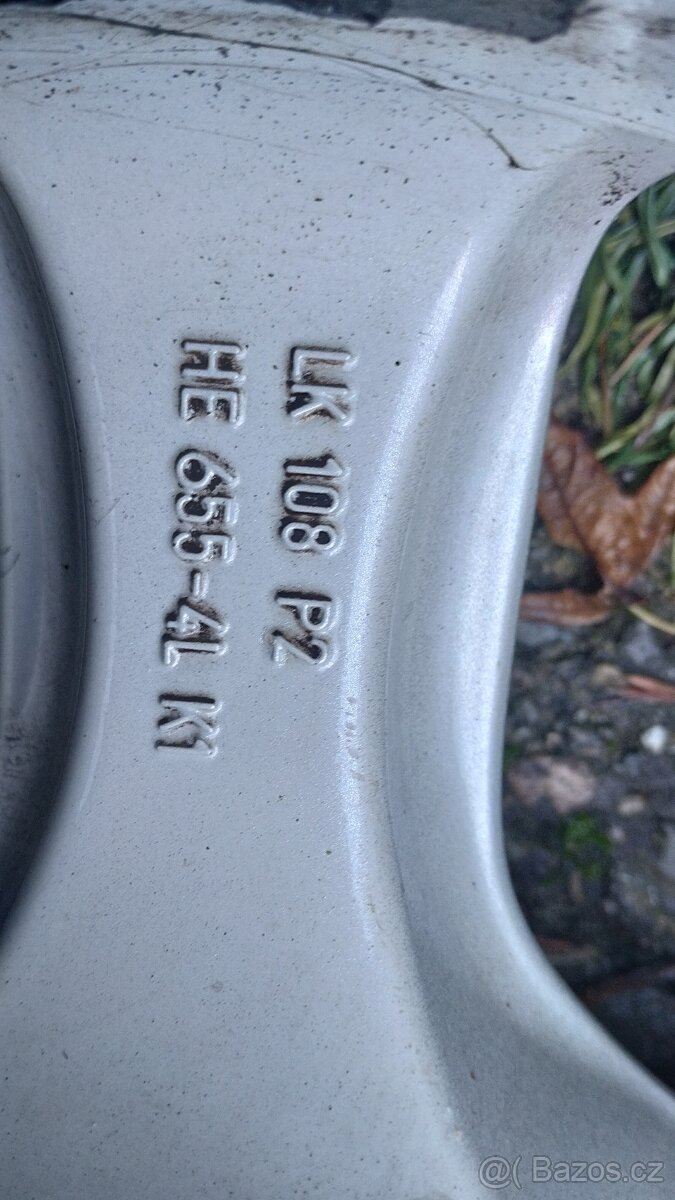 LK 108 P2
HE 655-4L K1
@( Bazos.cz